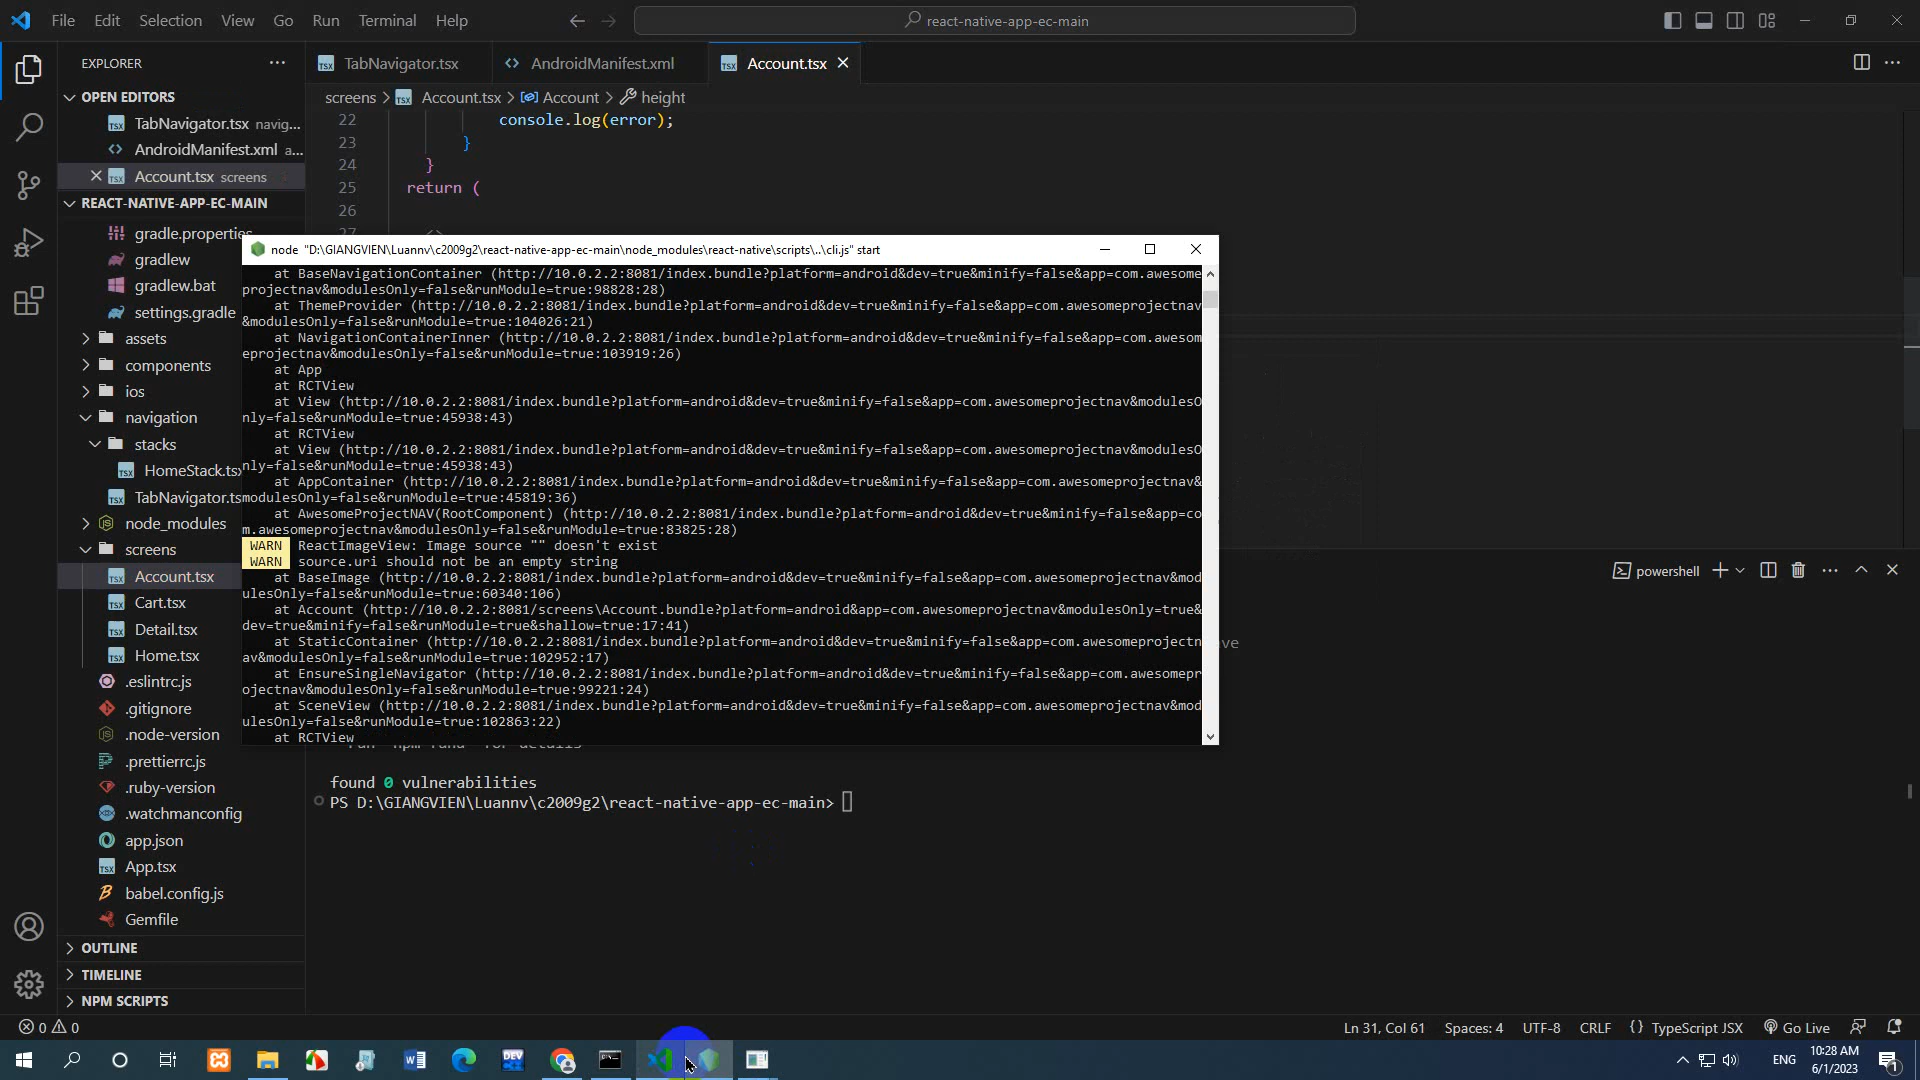 File Edit Selection View Go Run Terminal Help
react-native-app-ec-main
EXPLORER
TabNavigator.tsx
AndroidManifest.xml
Account.tsx
OPEN EDITORS
screens > Account.tsx > Account > height
TabNavigator.tsx navig...
AndroidManifest.xml a...
Account.tsx screens
REACT-NATIVE-APP-EC-MAIN
22 console.log(error);
23 }
24 }
25 return (
26
27 <>
gradle.properties
gradlew
gradlew.bat
settings.gradle
assets
components
ios
navigation
stacks
HomeStack.tsx
TabNavigator.tsx
node_modules
screens
Account.tsx
Cart.tsx
Detail.tsx
Home.tsx
.eslintrc.js
.gitignore
.node-version
.prettierrc.js
.ruby-version
.watchmanconfig
app.json
App.tsx
babel.config.js
Gemfile
OUTLINE
TIMELINE
NPM SCRIPTS
node "D:\GIANGVIEN\Luannv\c2009g2\react-native-app-ec-main\node_modules\react-native\scripts\..\cli.js" start
at BaseNavigationContainer (http://10.0.2.2:8081/index.bundle?platform=android&dev=true&minify=false&app=com.awesome
projectnav&modulesOnly=false&runModule=true:98828:28)
at ThemeProvider (http://10.0.2.2:8081/index.bundle?platform=android&dev=true&minify=false&app=com.awesomeprojectnav
&modulesOnly=false&runModule=true:104026:21)
at NavigationContainerInner (http://10.0.2.2:8081/index.bundle?platform=android&dev=true&minify=false&app=com.awesom
eprojectnav&modulesOnly=false&runModule=true:103919:26)
at App
at RCTView
at View (http://10.0.2.2:8081/index.bundle?platform=android&dev=true&minify=false&app=com.awesomeprojectnav&modulesO
nly=false&runModule=true:45938:43)
at RCTView
at View (http://10.0.2.2:8081/index.bundle?platform=android&dev=true&minify=false&app=com.awesomeprojectnav&modulesO
nly=false&runModule=true:45938:43)
at AppContainer (http://10.0.2.2:8081/index.bundle?platform=android&dev=true&minify=false&app=com.awesomeprojectnav&
modulesOnly=false&runModule=true:45819:36)
at AwesomeProjectNAV(RootComponent) (http://10.0.2.2:8081/index.bundle?platform=android&dev=true&minify=false&app=co
m.awesomeprojectnav&modulesOnly=false&runModule=true:83825:28)
WARN ReactImageView: Image source "" doesn't exist
WARN source.uri should not be an empty string
at BaseImage (http://10.0.2.2:8081/index.bundle?platform=android&dev=true&minify=false&app=com.awesomeprojectnav&mod
ulesOnly=false&runModule=true:60340:106)
at Account (http://10.0.2.2:8081/screens\Account.bundle?platform=android&app=com.awesomeprojectnav&modulesOnly=true&
dev=true&minify=false&runModule=true&shallow=true:17:41)
at StaticContainer (http://10.0.2.2:8081/index.bundle?platform=android&dev=true&minify=false&app=com.awesomeprojectn
av&modulesOnly=false&runModule=true:102952:17)
at EnsureSingleNavigator (http://10.0.2.2:8081/index.bundle?platform=android&dev=true&minify=false&app=com.awesomepr
ojectnav&modulesOnly=false&runModule=true:99221:24)
at SceneView (http://10.0.2.2:8081/index.bundle?platform=android&dev=true&minify=false&app=com.awesomeprojectnav&mod
ulesOnly=false&runModule=true:102863:22)
at RCTView
powershell
ve
found 0 vulnerabilities
PS D:\GIANGVIEN\Luannv\c2009g2\react-native-app-ec-main>
0 0
Ln 31, Col 61 Spaces: 4 UTF-8 CRLF {} TypeScript JSX Go Live
DEV
ENG
10:28 AM
6/1/2023
1